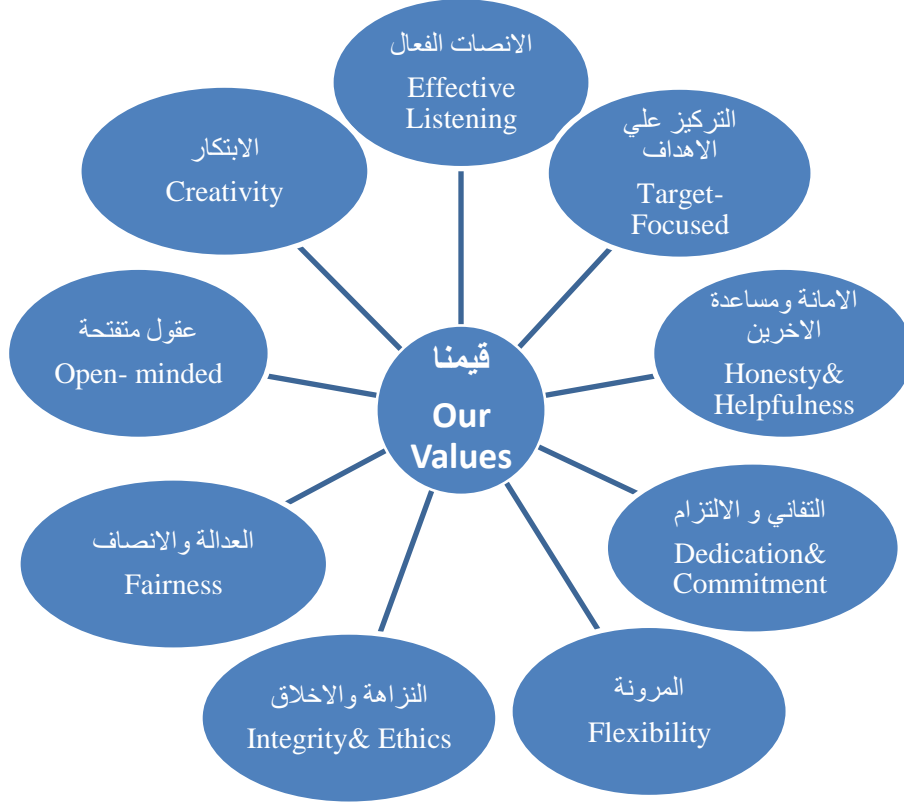 الانصات الفعال
Effective
Listening
التركيز علي
الاهداف
Target-
Focused
الامانة ومساعدة
الاخرين
Honesty&
Helpfulness
التفاني و الالتزام
Dedication&
Commitment
المرونة
Flexibility
النزاهة والاخلاق
Integrity& Ethics
العدالة والانصاف
Fairness
عقول متفتحة
Open- minded
الابتكار
Creativity
قيمنا
Our
Values